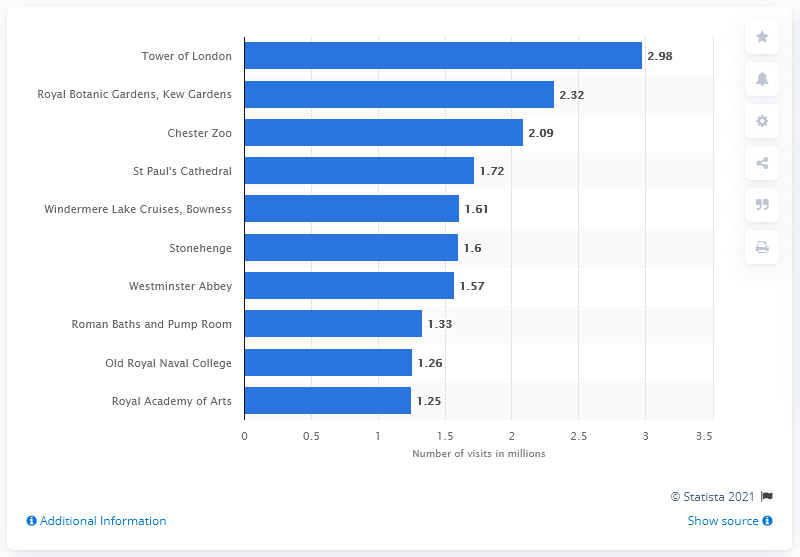 Tower of London 2.98
Royal Botanic Gardens, Kew Gardens 2.32
Chester Zoo 2.09
St Paul's Cathedral 1.72
Windermere Lake Cruises, Bowness 1.61
Stonehenge 1.6
Westminster Abbey 1.57
Roman Baths and Pump Room 1.33
Old Royal Naval College 1.26
Royal Academy of Arts 1.25
0 0.5 1 1.5 2 2.5 3 3.5
Number of visits in millions
© Statista 2021
Additional Information Show source